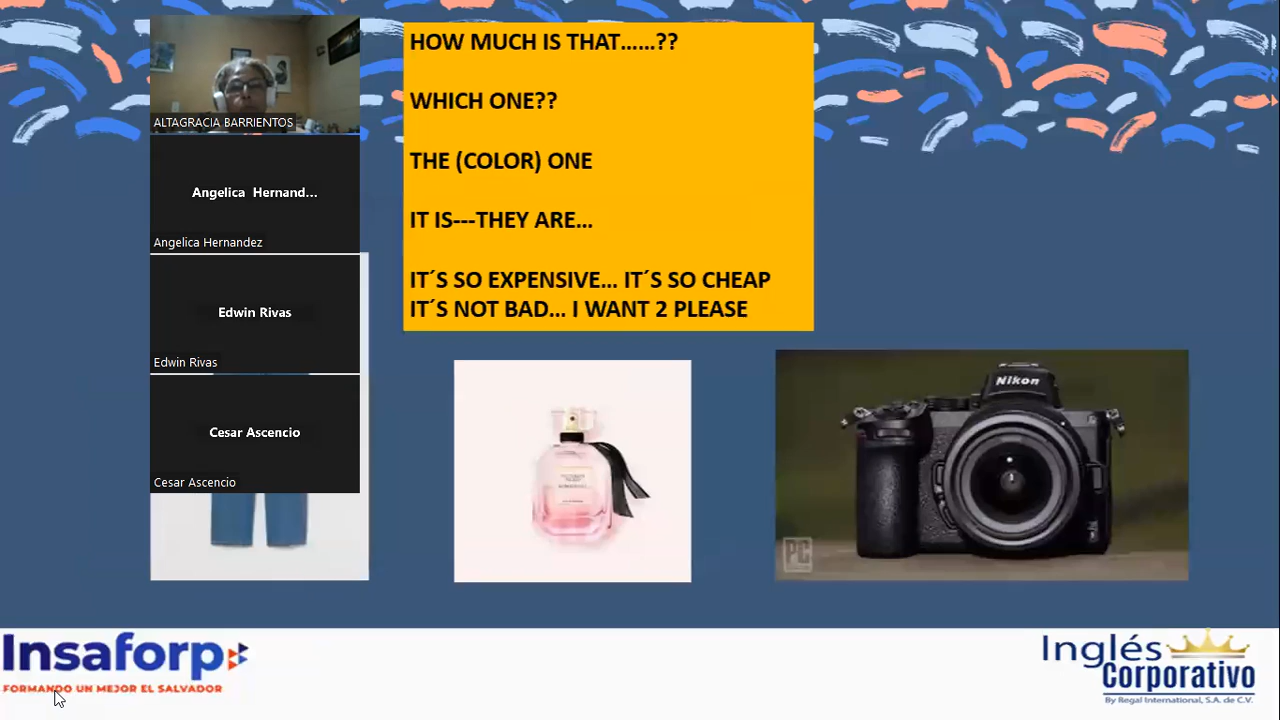 ALTAGRACIA BARRIENTOS
Angelica Hernand...
Angelica Hernandez
Edwin Rivas
Edwin Rivas
Cesar Ascencio
Cesar Ascencio
HOW MUCH IS THAT......??
WHICH ONE??
THE (COLOR) ONE
IT IS---THEY ARE...
IT´S SO EXPENSIVE... IT´S SO CHEAP
IT´S NOT BAD... I WANT 2 PLEASE
Nikon
PC
Insaforp
FORMANDO UN MEJOR EL SALVADOR
Inglés
Corporativo
By Regal International, S.A. de C.V.